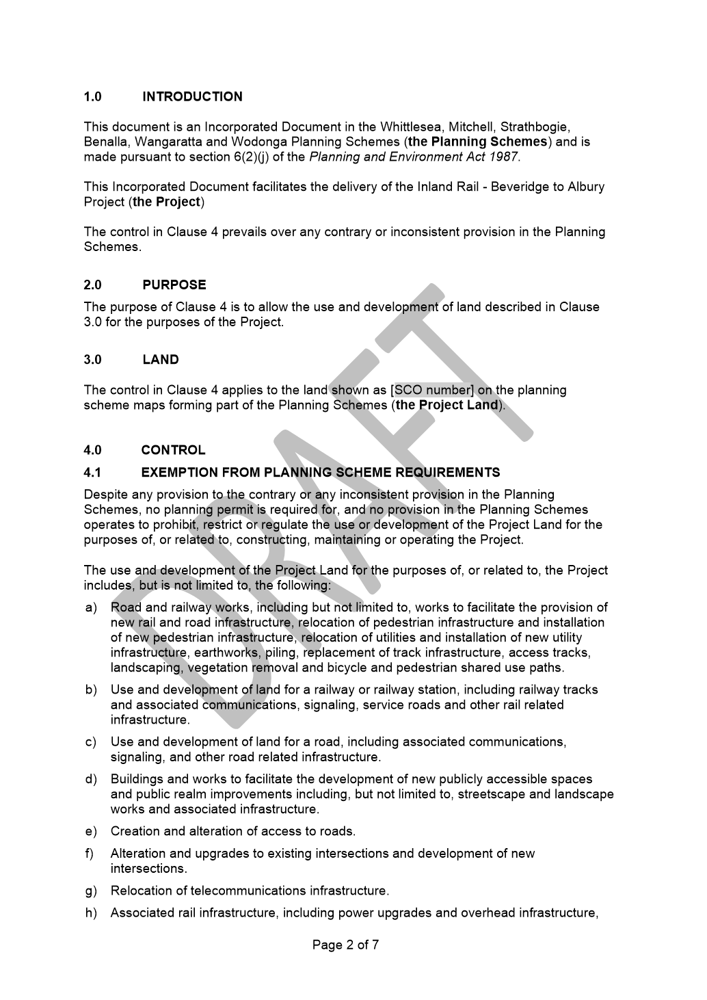 1.0 INTRODUCTION
This document is an Incorporated Document in the Whittlesea, Mitchell, Strathbogie,
Benalla, Wangaratta and Wodonga Planning Schemes (the Planning Schemes) and is
made pursuant to section 6(2)(j) of the Planning and Environment Act 1987.
This Incorporated Document facilitates the delivery of the Inland Rail - Beveridge to Albury
Project (the Project)
The control in Clause 4 prevails over any contrary or inconsistent provision in the Planning
Schemes.
2.0 PURPOSE
The purpose of Clause 4 is to allow the use and development of land described in Clause
3.0 for the purposes of the Project.
3.0 LAND
The control in Clause 4 applies to the land shown as [SCO number] on the planning
scheme maps forming part of the Planning Schemes (the Project Land).
4.0 CONTROL
4.1 EXEMPTION FROM PLANNING SCHEME REQUIREMENTS
Despite any provision to the contrary or any inconsistent provision in the Planning
Schemes, no planning permit is required for, and no provision in the Planning Schemes
operates to prohibit, restrict or regulate the use or development of the Project Land for the
purposes of, or related to, constructing, maintaining or operating the Project.
The use and development of the Project Land for the purposes of, or related to, the Project
includes, but is not limited to, the following:
a) Road and railway works, including but not limited to, works to facilitate the provision of
new rail and road infrastructure, relocation of pedestrian infrastructure and installation
of new pedestrian infrastructure, relocation of utilities and installation of new utility
infrastructure, earthworks, piling, replacement of track infrastructure, access tracks,
landscaping, vegetation removal and bicycle and pedestrian shared use paths.
b) Use and development of land for a railway or railway station, including railway tracks
and associated communications, signaling, service roads and other rail related
infrastructure.
c) Use and development of land for a road, including associated communications,
signaling, and other road related infrastructure.
d) Buildings and works to facilitate the development of new publicly accessible spaces
and public realm improvements including, but not limited to, streetscape and landscape
works and associated infrastructure.
e) Creation and alteration of access to roads.
f) Alteration and upgrades to existing intersections and development of new
intersections.
g) Relocation of telecommunications infrastructure.
h) Associated rail infrastructure, including power upgrades and overhead infrastructure,
Page 2 of 7
DRAFT